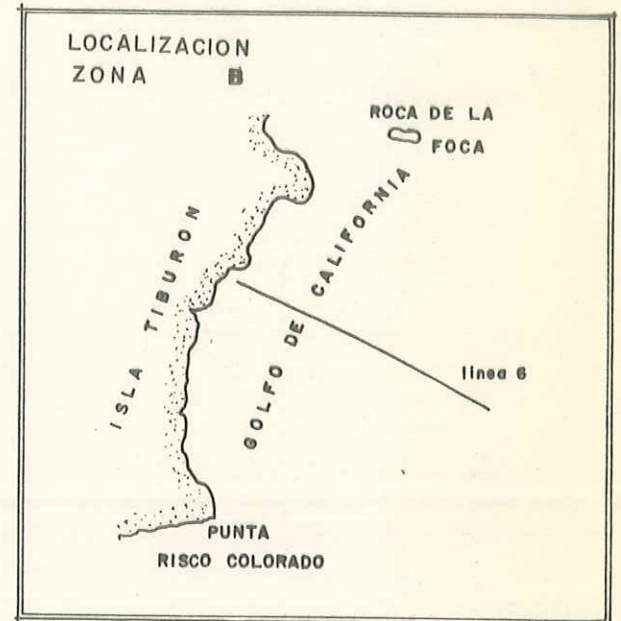 LOCALIZACION
ZONA B
ROCA DE LA
FOCA
ISLA TIBURON
GOLFO DE CALIFORNIA
linea 6
PUNTA
RISCO COLORADO